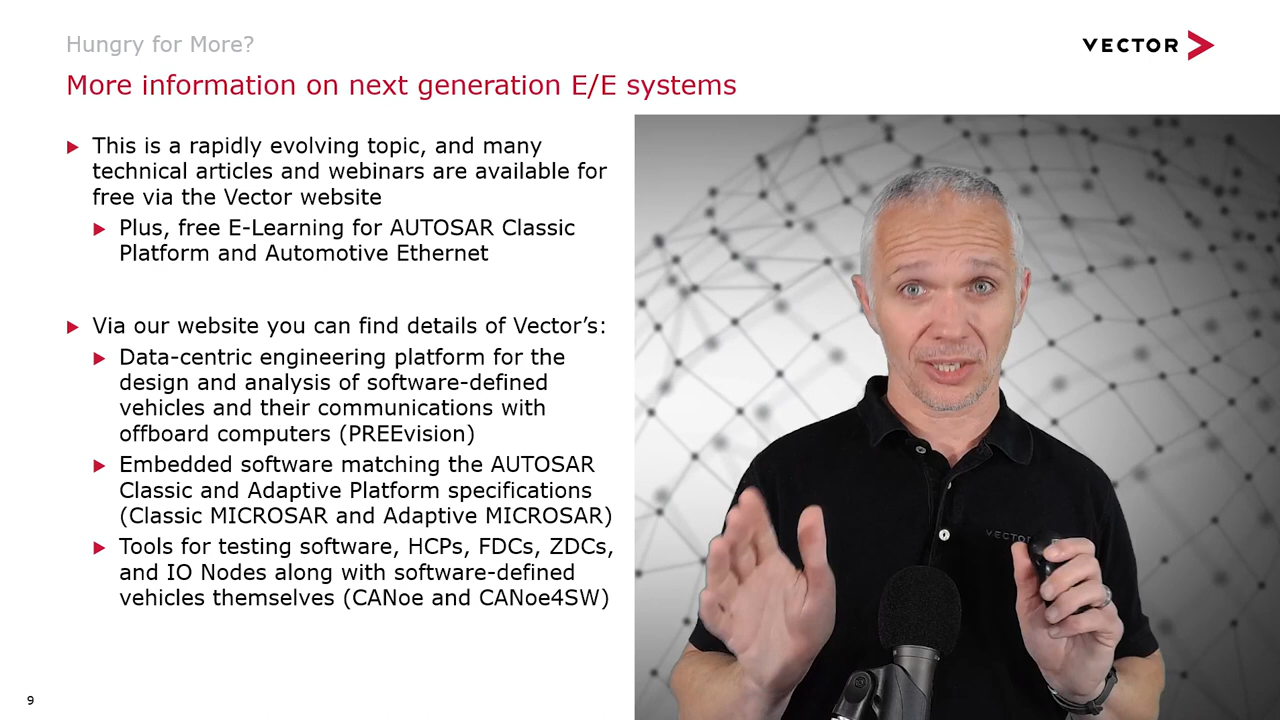 Hungry for More?
VECTOR
More information on next generation E/E systems
This is a rapidly evolving topic, and many
technical articles and webinars are available for
free via the Vector website
Plus, free E-Learning for AUTOSAR Classic
Platform and Automotive Ethernet
Via our website you can find details of Vector’s:
Data-centric engineering platform for the
design and analysis of software-defined
vehicles and their communications with
offboard computers (PREEvision)
Embedded software matching the AUTOSAR
Classic and Adaptive Platform specifications
(Classic MICROSAR and Adaptive MICROSAR)
Tools for testing software, HCPs, FDCs, ZDCs,
and IO Nodes along with software-defined
vehicles themselves (CANoe and CANoe4SW)
VECTOR
9